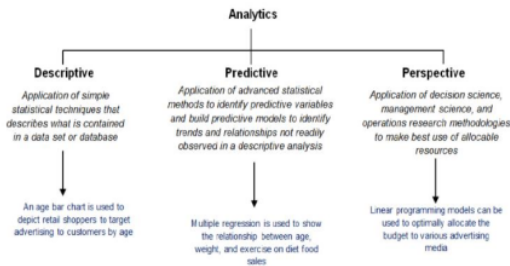 Analytics
Descriptive
Application of simple
statistical techniques that
describes what is contained
in a data set or database
An age bar chart is used to
depict retail shoppers to target
advertising to customers by age
Predictive
Application of advanced statistical
methods to identify predictive variables
and build predictive models to identify
trends and relationships not readily
observed in a descriptive analysis
Multiple regression is used to show
the relationship between age,
weight, and exercise on diet food
sales
Perspective
Application of decision science,
management science, and
operations research methodologies
to make best use of allocable
resources
Linear programming models can be
used to optimally allocate the
budget to various advertising
media